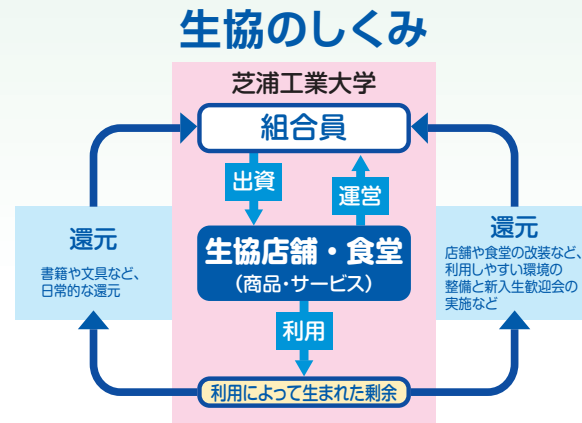 生協のしくみ
芝浦工業大学
組合員
出資
運営
還元
書籍や文具など、
日常的な還元
生協店舗・食堂
(商品・サービス)
還元
店舗や食堂の改装など、
利用しやすい環境の
整備と新入生歓迎会の
実施など
利用
利用によって生まれた剰余